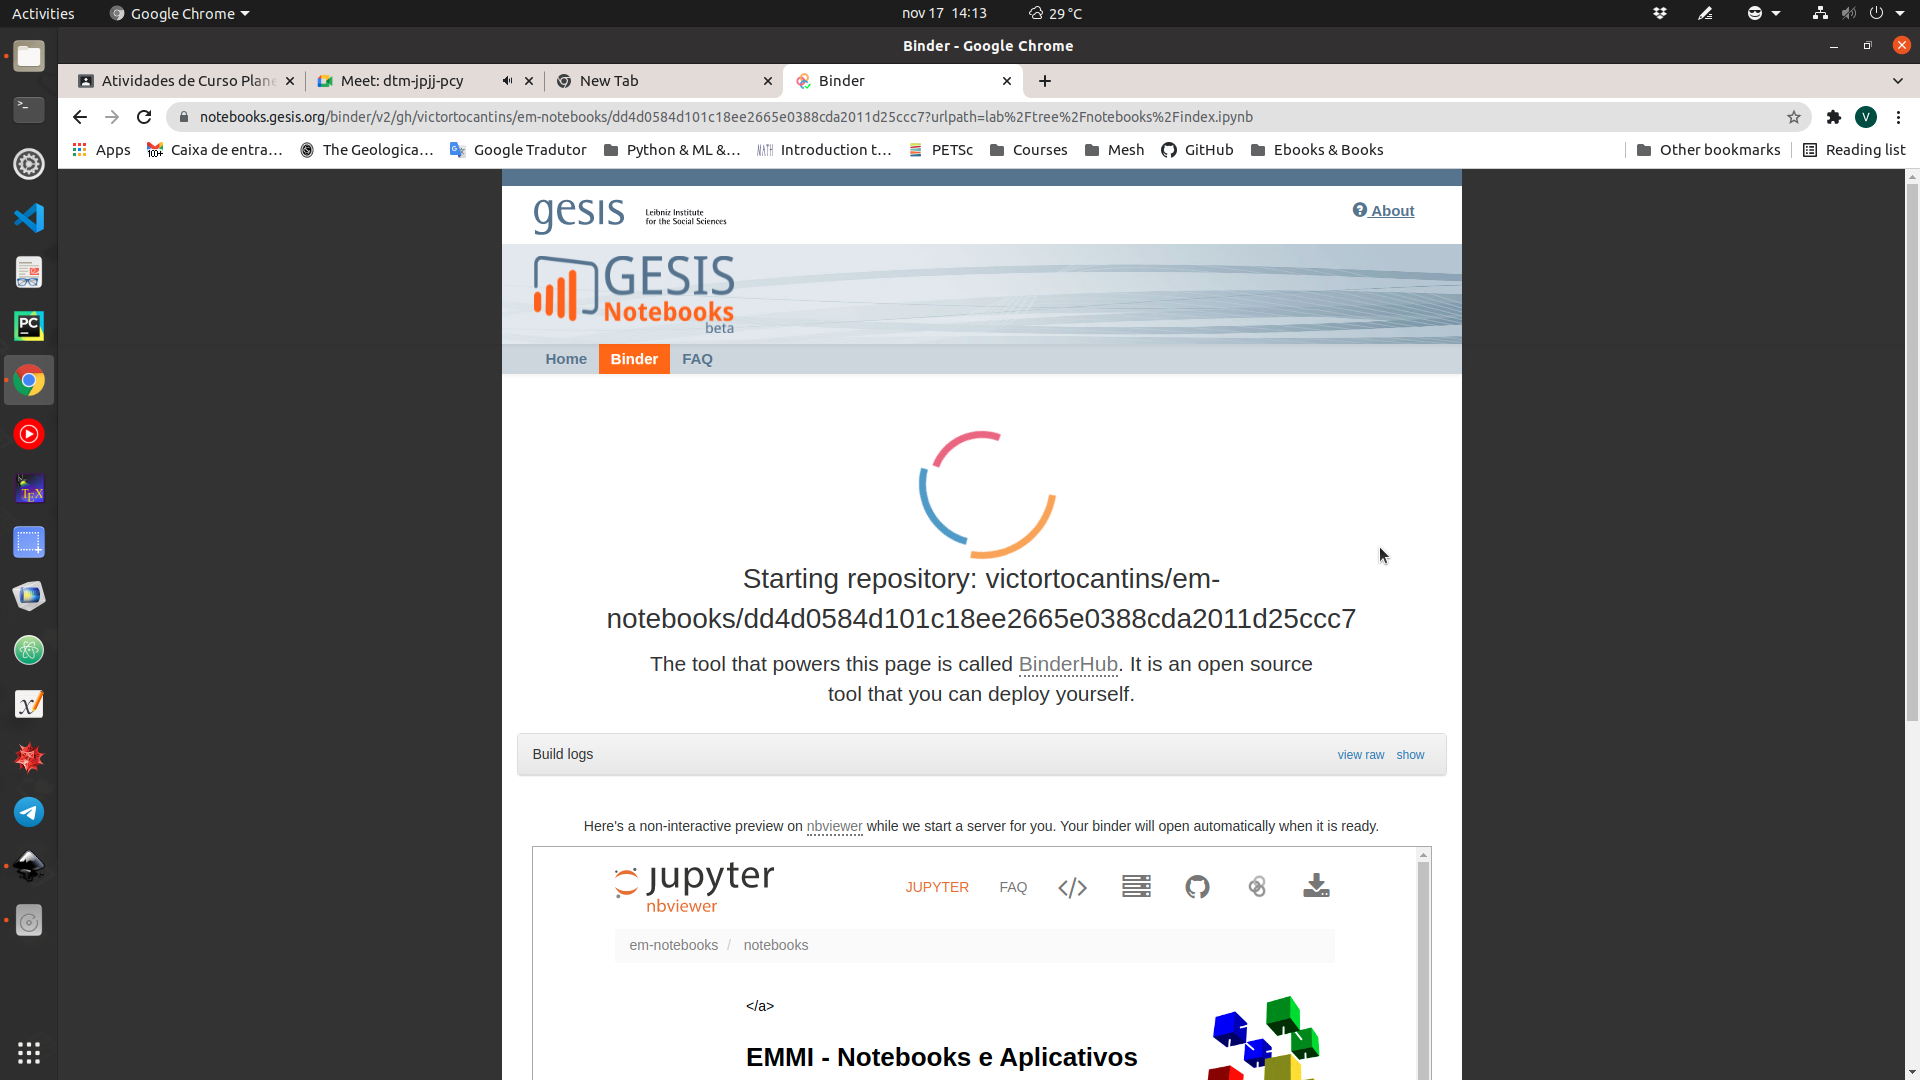 Activities
Google Chrome
nov 17 14:13
29 °C
Binder - Google Chrome
Atividades de Curso Plane
Meet: dtm-jpjj-pcy
New Tab
Binder
notebooks.gesis.org/binder/v2/gh/victortocantins/em-notebooks/dd4d0584d101c18ee2665e0388cda2011d25ccc7?urlpath=lab%2Ftree%2Fnotebooks%2Findex.ipynb
V
Apps
100+
Caixa de entra…
The Geologica…
Google Tradutor
Python & ML &…
MATH
Introduction t…
PETSc
Courses
Mesh
GitHub
Ebooks & Books
Other bookmarks
Reading list
gesis
Leibniz Institute
for the Social Sciences
About
GESIS
Notebooks
beta
Home
Binder
FAQ
PC
TEX
Starting repository: victortocantins/em-
notebooks/dd4d0584d101c18ee2665e0388cda2011d25ccc7
The tool that powers this page is called BinderHub. It is an open source
tool that you can deploy yourself.
Build logs
view raw
show
Here's a non-interactive preview on nbviewer while we start a server for you. Your binder will open automatically when it is ready.
jupyter
nbviewer
JUPYTER
FAQ
em-notebooks / notebooks
</a>
EMMI - Notebooks e Aplicativos